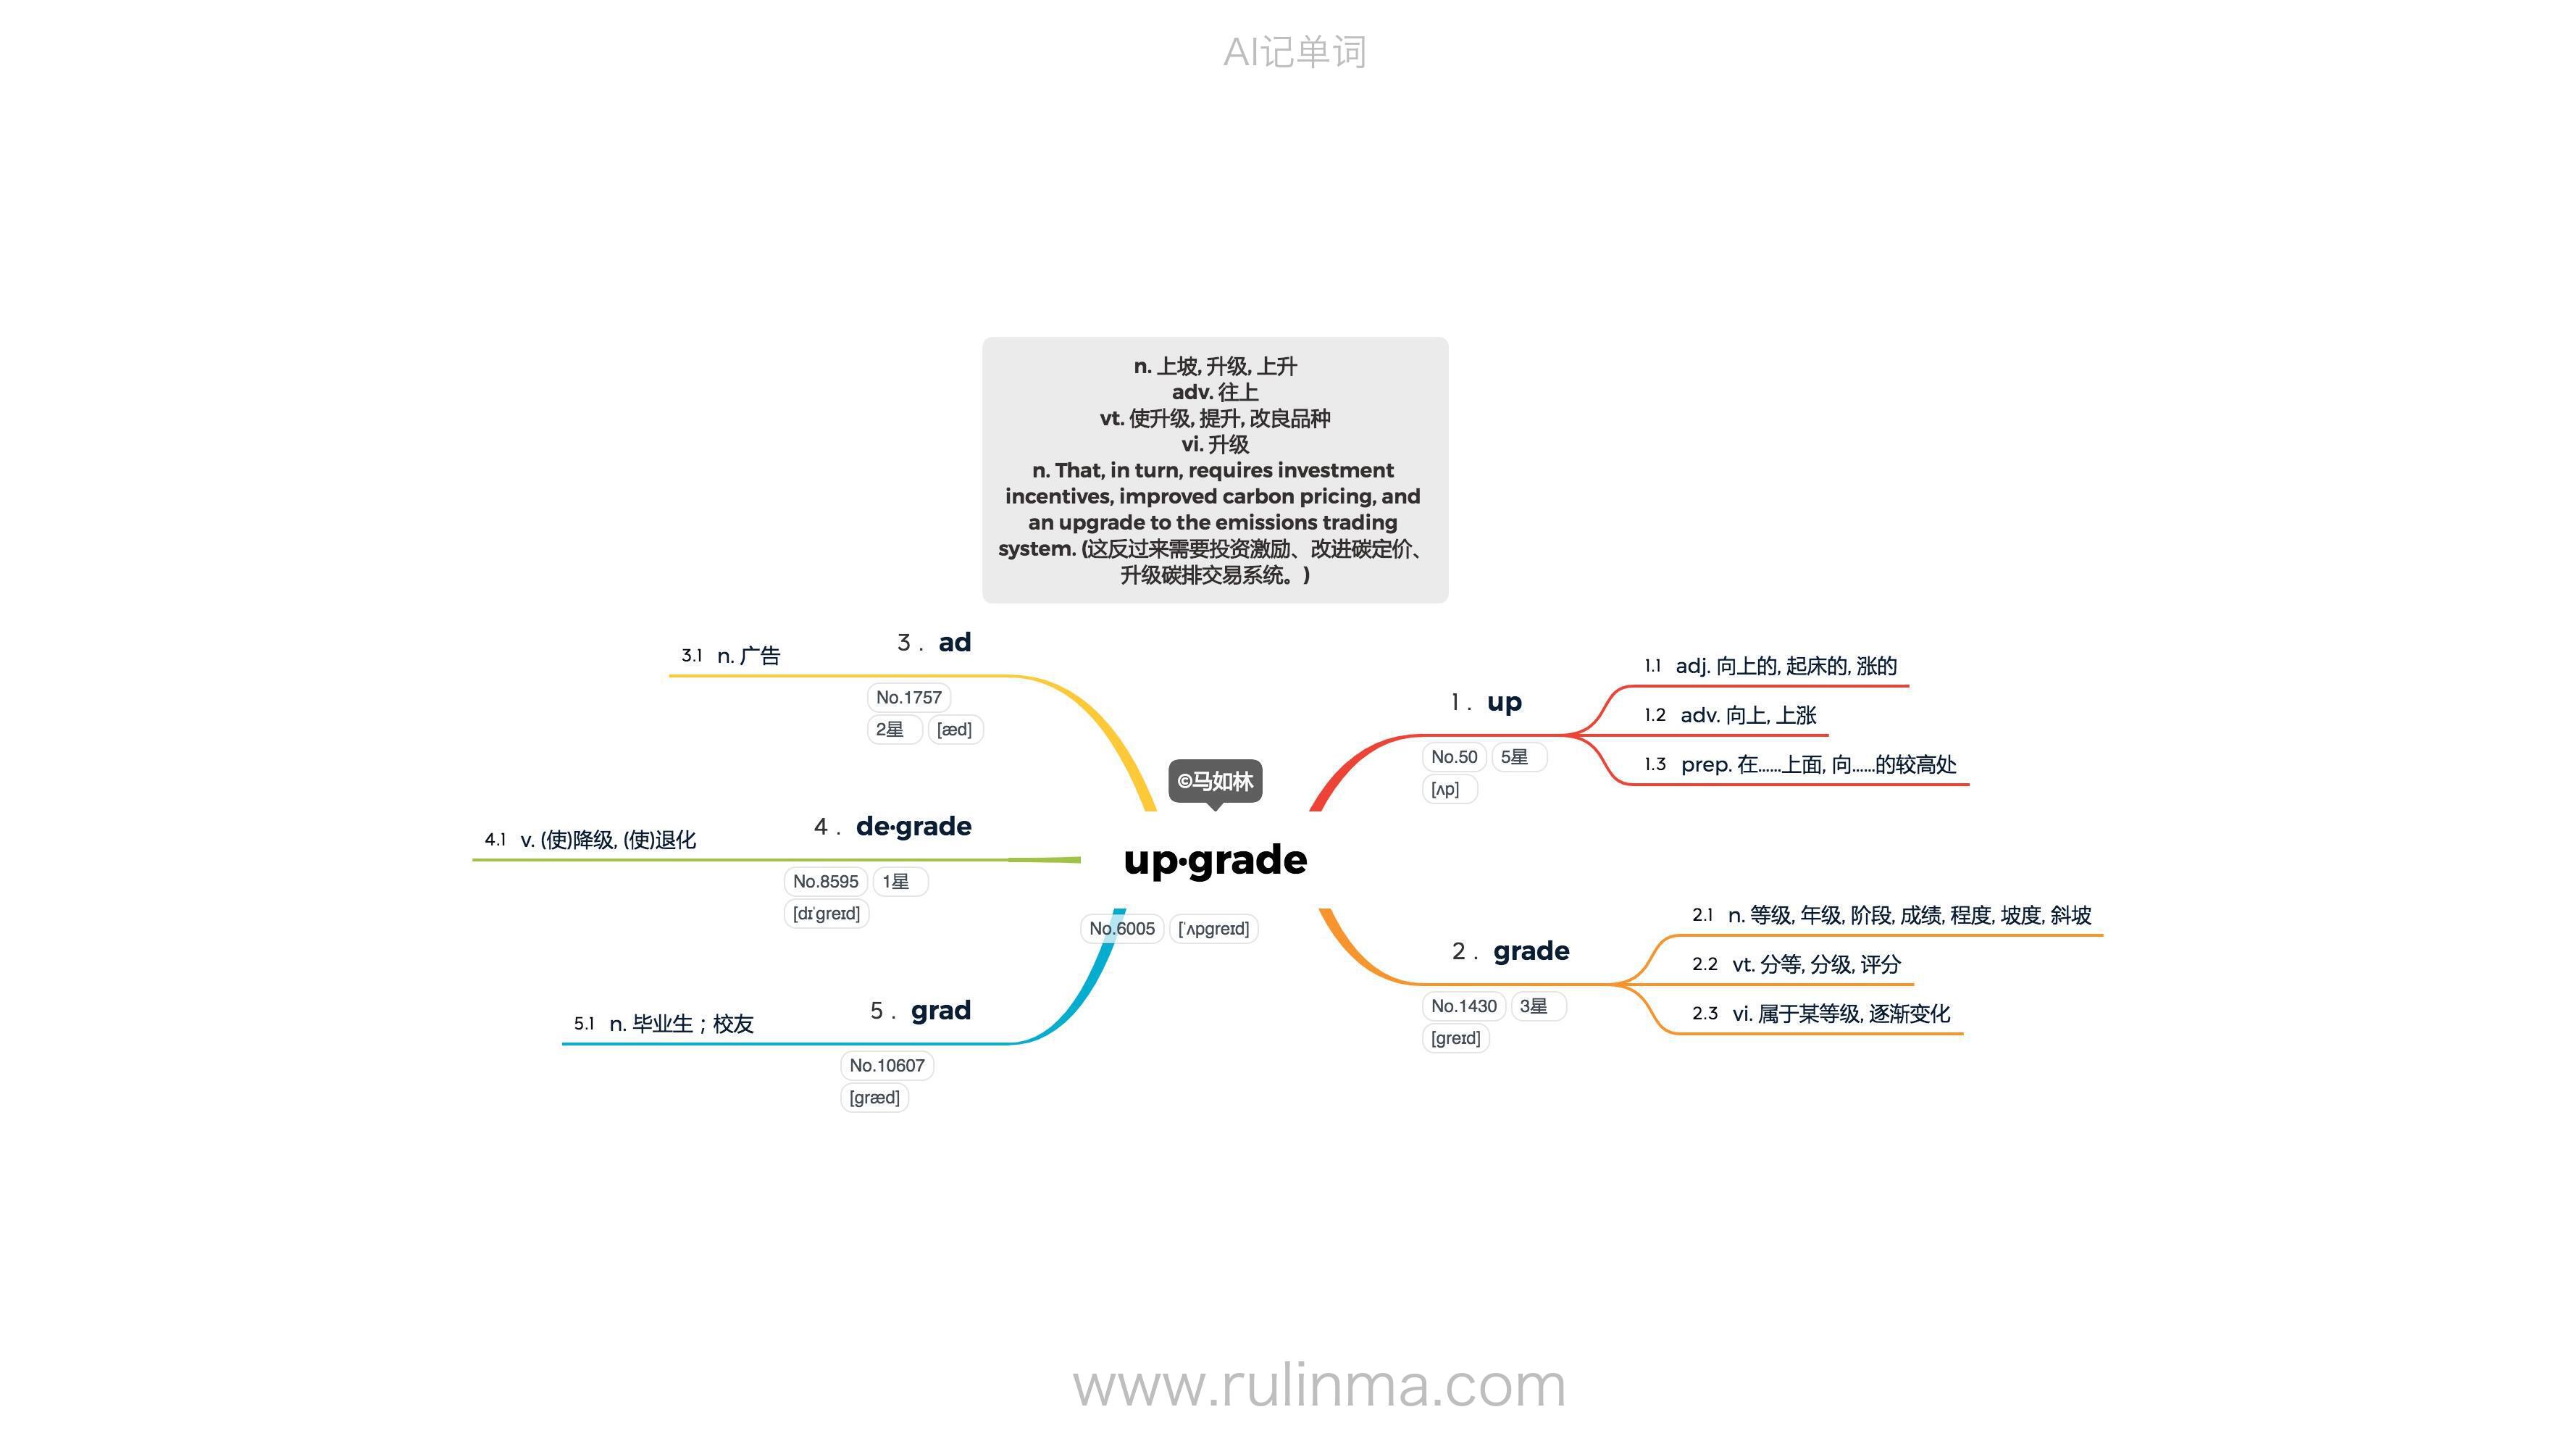 AI记单词
n. 上坡, 升级, 上升
adv. 往上
vt. 使升级, 提升, 改良品种
vi. 升级
n. That, in turn, requires investment
incentives, improved carbon pricing, and
an upgrade to the emissions trading
system. (这反过来需要投资激励、改进碳定价、
升级碳排交易系统。)
©马如林
up·grade
No.6005 [ˈʌpgreɪd]
1. up
No.50 5星
[ʌp]
1.1 adj. 向上的, 起床的, 涨的
1.2 adv. 向上, 上涨
1.3 prep. 在……上面, 向……的较高处
2. grade
No.1430 3星
[greɪd]
2.1 n. 等级, 年级, 阶段, 成绩, 程度, 坡度, 斜坡
2.2 vt. 分等, 分级, 评分
2.3 vi. 属于某等级, 逐渐变化
3. ad
No.1757
2星 [æd]
3.1 n. 广告
4. de·grade
No.8595 1星
[dɪˈgreɪd]
4.1 v. (使)降级, (使)退化
5. grad
No.10607
[græd]
5.1 n. 毕业生；校友
www.rulinma.com